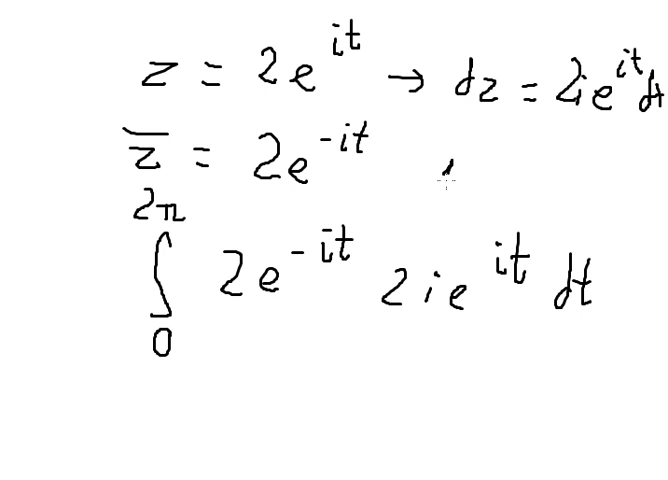 z = 2e^{it} → dz = 2ie^{it}dt
z̅ = 2e^{-it}
∫_0^{2π} 2e^{-it} 2ie^{it} dt